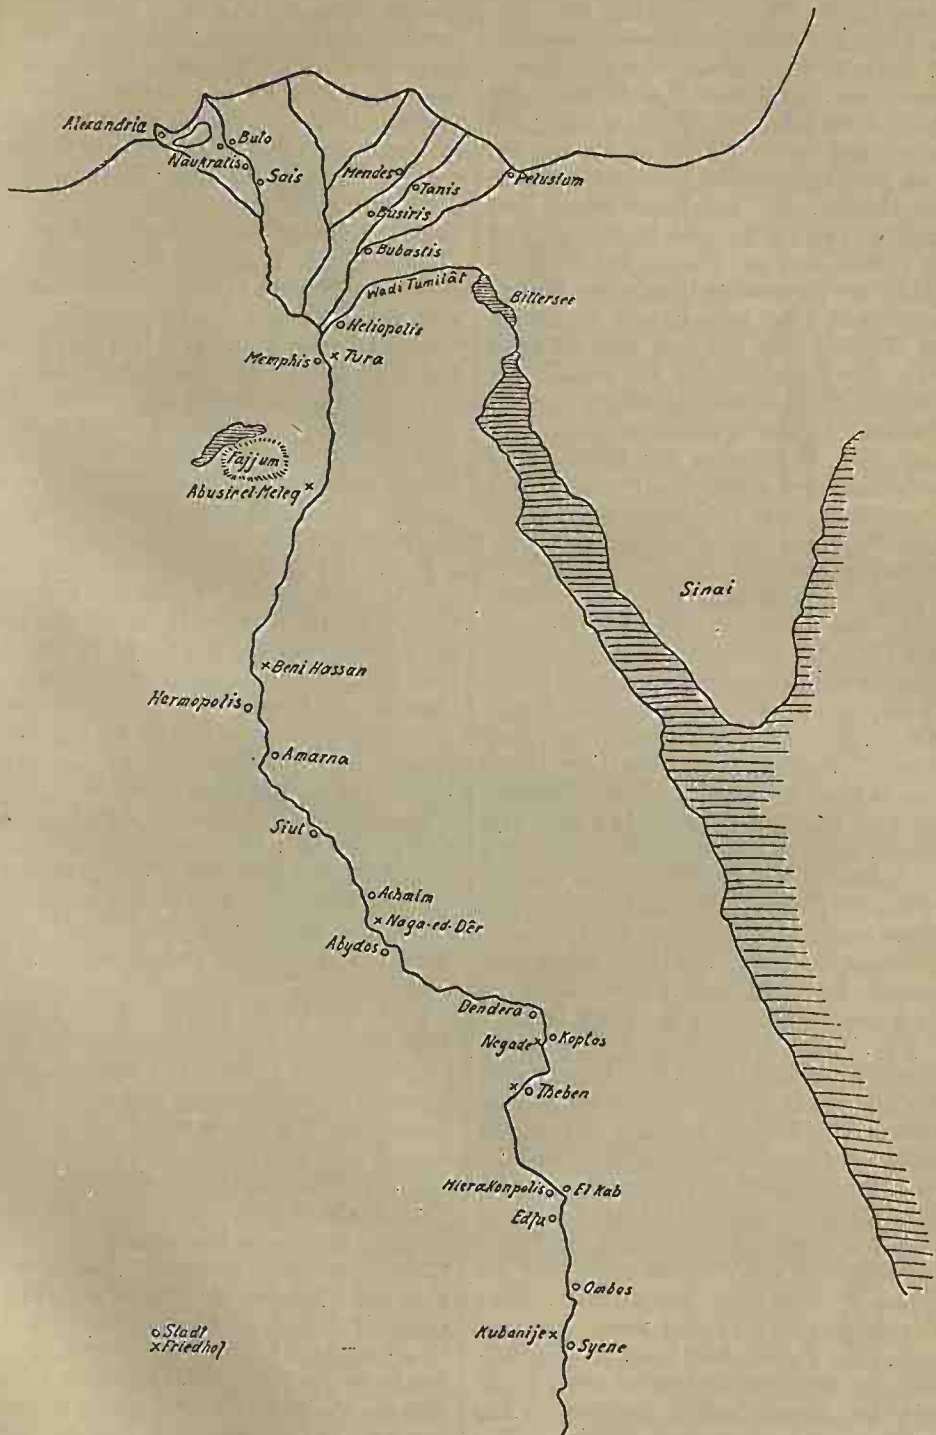 Alexandria
Buto
Naukratis
Sais
Mendes
Tanis
Pelusium
Busiris
Bubastis
Wadi Tumilât
Bittersee
Heliopolis
Memphis
Tura
Fajjum
Abusir el-Meleq
Sinai
Beni Hassan
Hermopolis
Amarna
Siut
Achmim
Naga-ed-Dêr
Abydos
Dendera
Koptos
Negade
Theben
Hierakonpolis
El Kab
Edfu
Ombos
Kubanije
Syene
o Stadt
x Friedhof